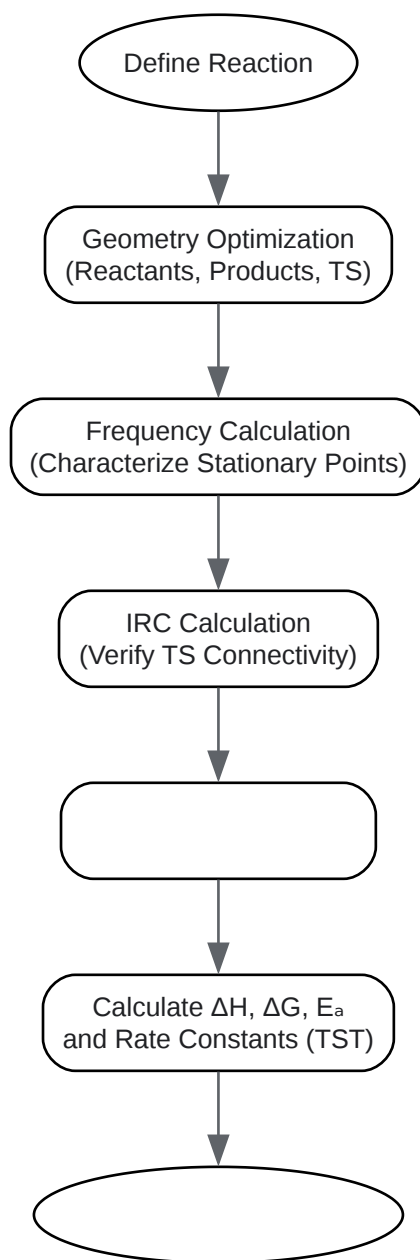 Define Reaction
Geometry Optimization
(Reactants, Products, TS)
Frequency Calculation
(Characterize Stationary Points)
IRC Calculation
(Verify TS Connectivity)
Calculate ΔH, ΔG, Eₐ
and Rate Constants (TST)